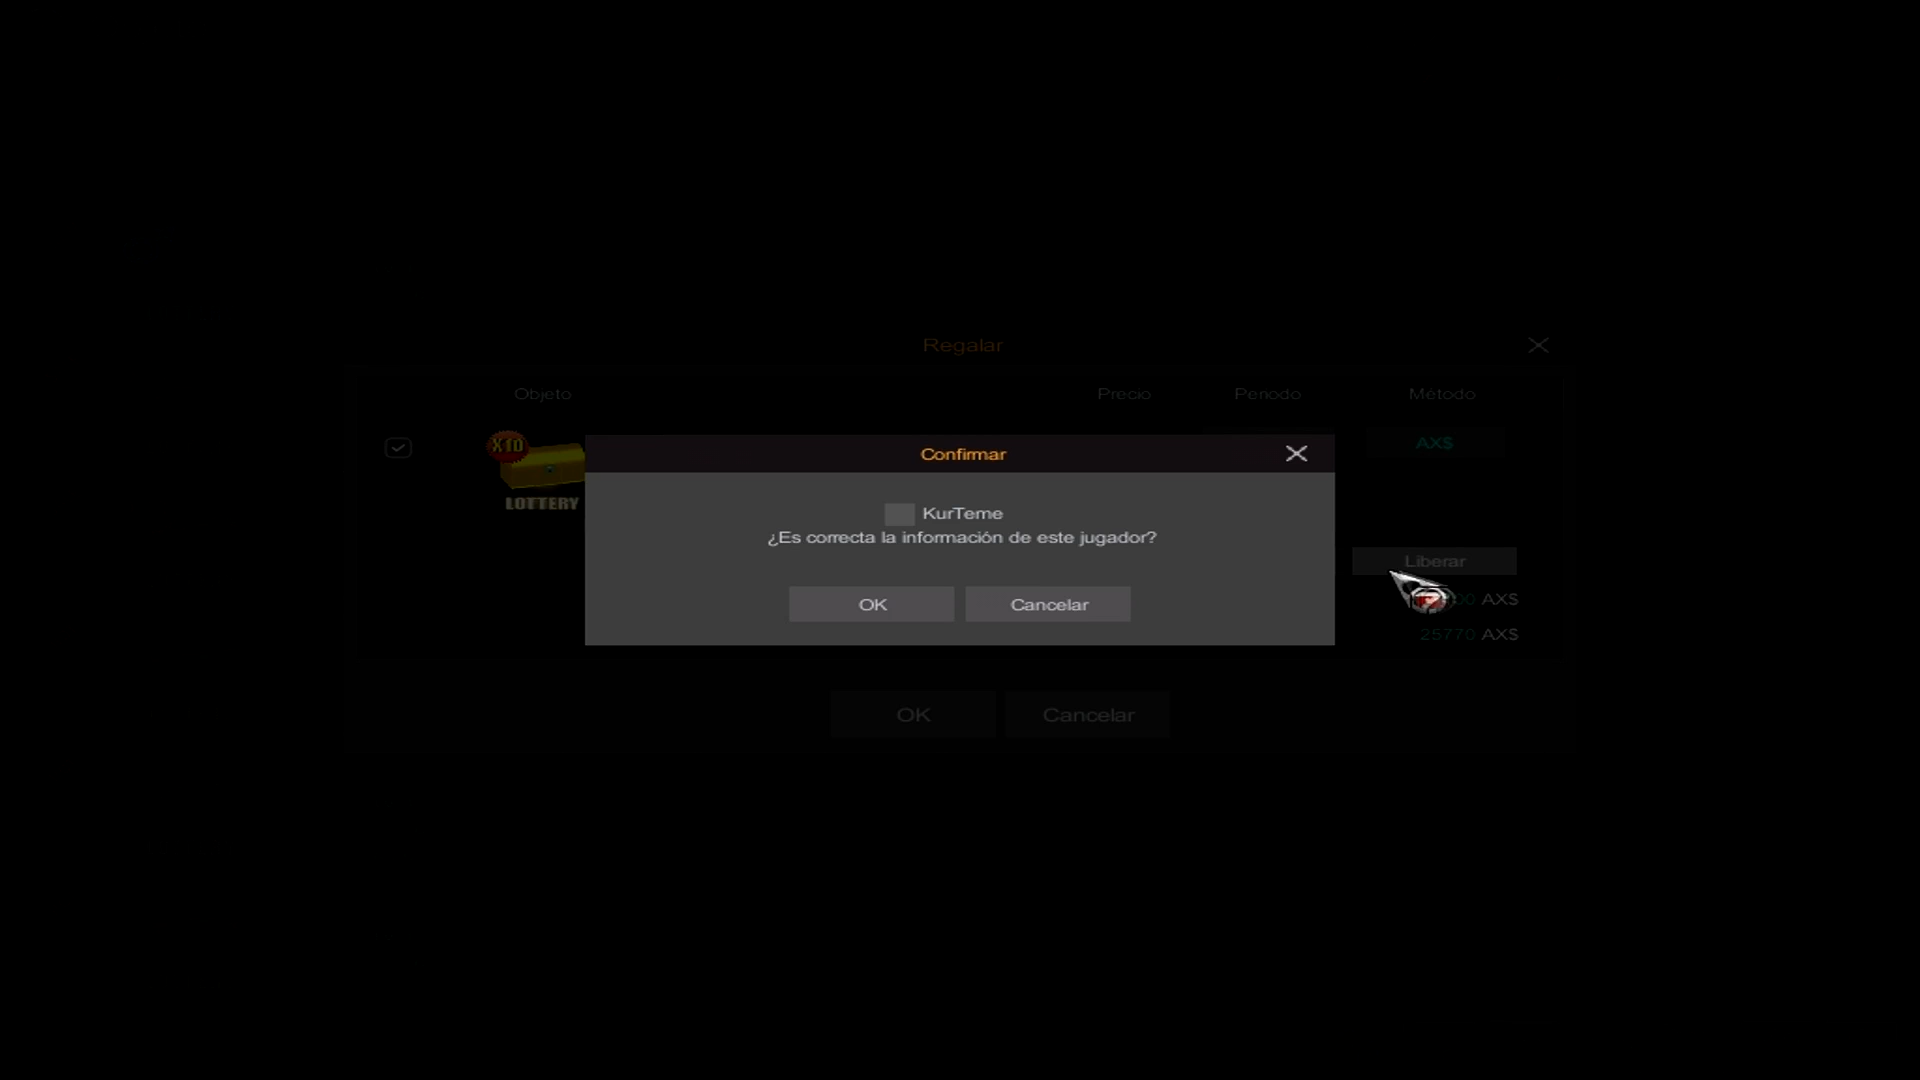 Regalar
Objeto Precio Periodo Método
X10
LOTTERY
AX$
Confirmar
KurTeme
¿Es correcta la información de este jugador?
OK Cancelar
Liberar
AX$
25770 AX$
OK Cancelar